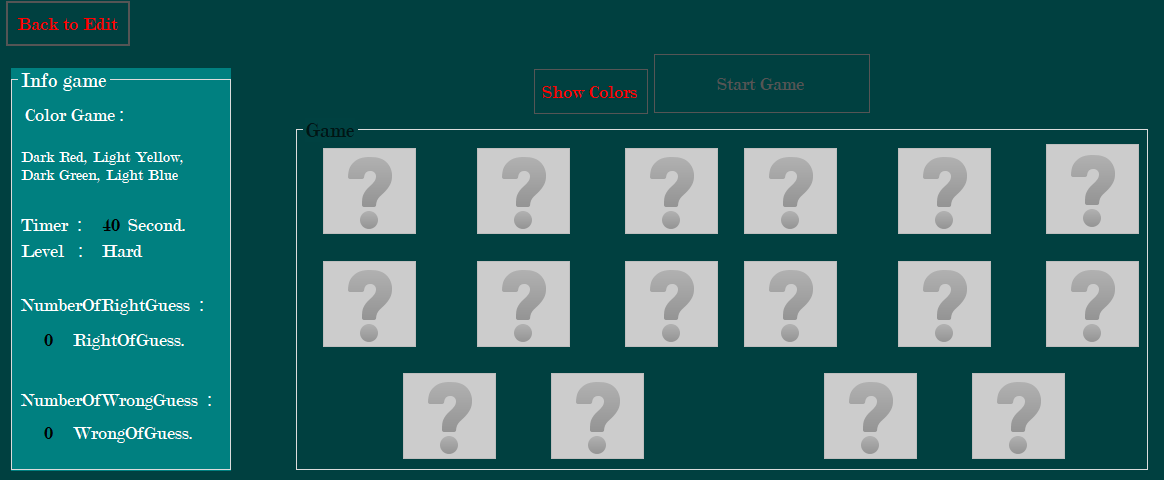 Back to Edit
Info game
Color Game :
Dark Red, Light Yellow,
Dark Green, Light Blue
Timer : 40 Second.
Level : Hard
NumberOfRightGuess :
0 RightOfGuess.
NumberOfWrongGuess :
0 WrongOfGuess.
Show Colors
Start Game
Game
? ? ? ? ? ?
? ? ? ? ? ?
? ? ? ?